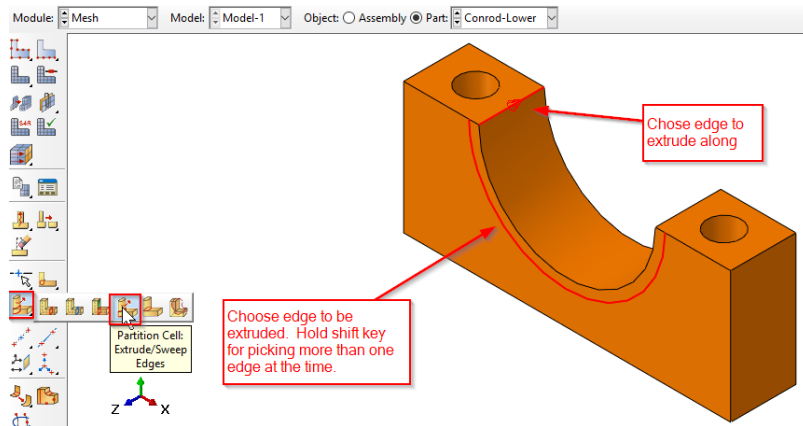 Module: Mesh Model: Model-1 Object: Assembly Part: Conrod-Lower
Chose edge to
extrude along
Choose edge to be
extruded. Hold shift key
for picking more than one
edge at the time.
Partition Cell:
Extrude/Sweep
Edges
Z X